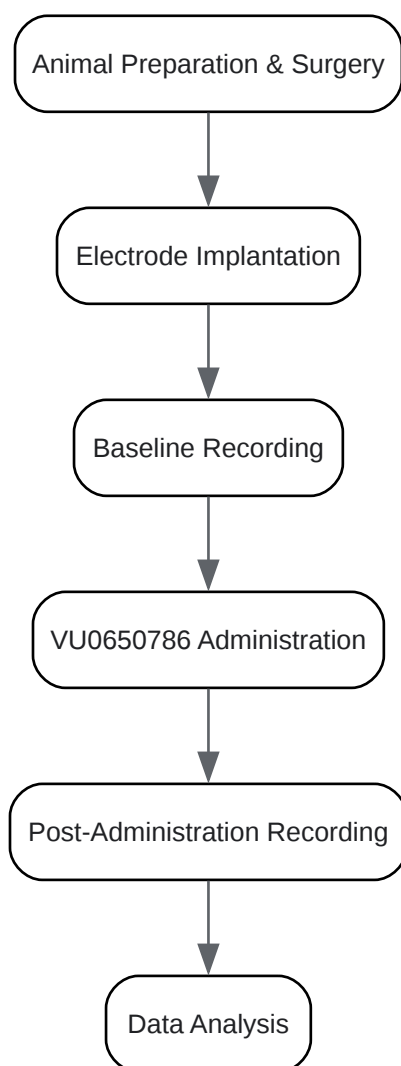 Animal Preparation & Surgery
Electrode Implantation
Baseline Recording
VU0650786 Administration
Post-Administration Recording
Data Analysis